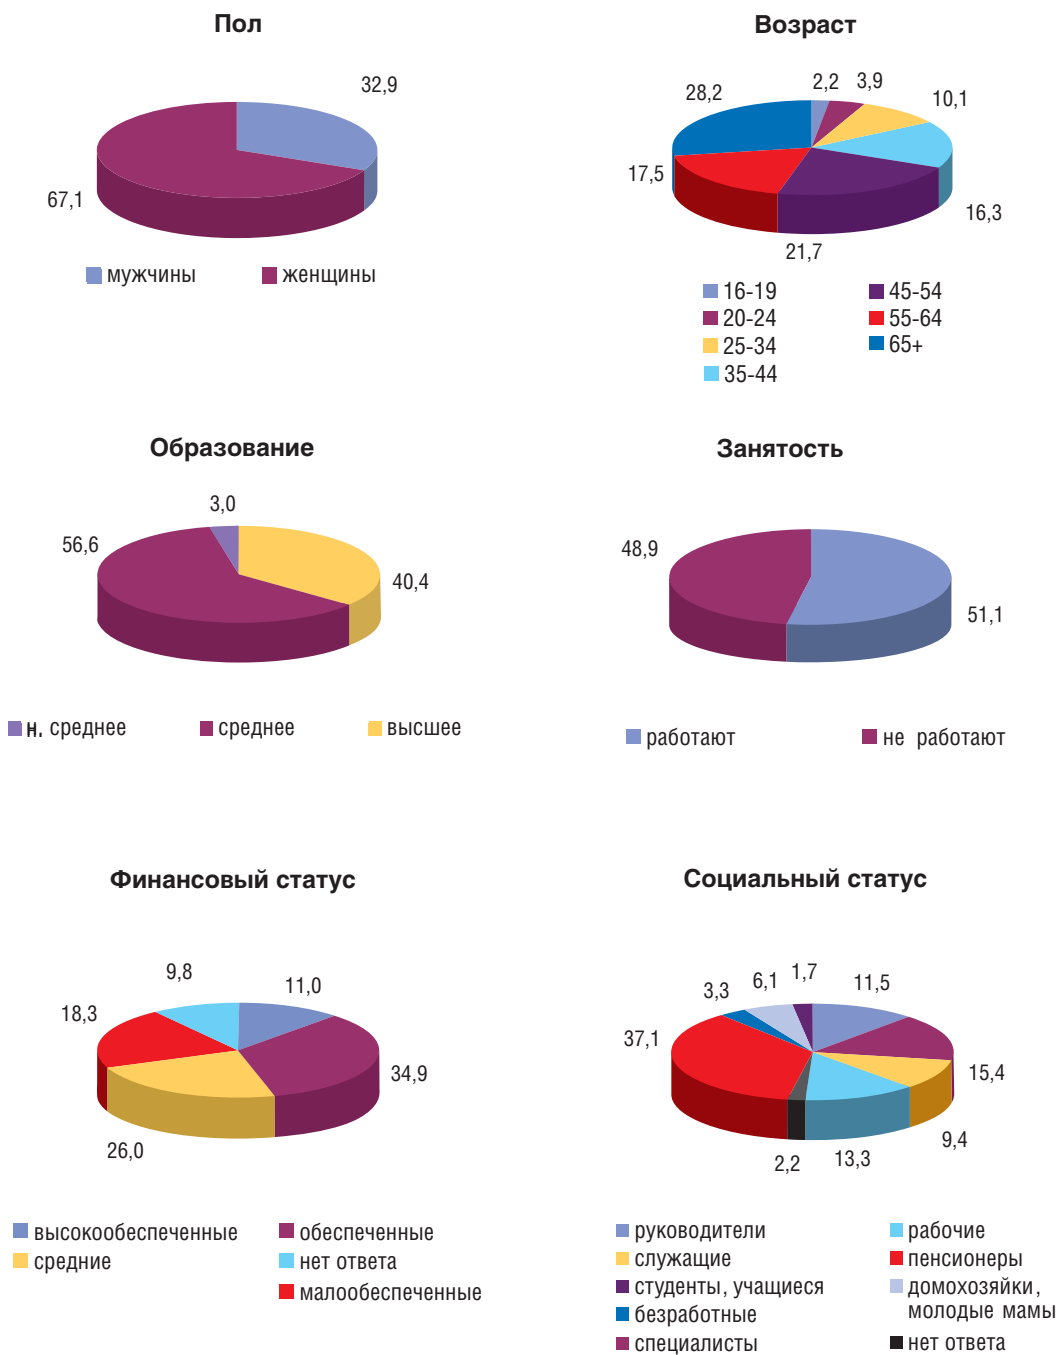 Пол
32,9
67,1
мужчины женщины
Возраст
2,2 3,9
28,2 10,1
17,5
16,3
21,7
16-19 45-54
20-24 55-64
25-34 65+
35-44
Образование
3,0
56,6
40,4
н. среднее среднее высшее
Занятость
48,9
51,1
работают не работают
Финансовый статус
9,8 11,0
18,3
34,9
26,0
высокообеспеченные обеспеченные
средние нет ответа
малообеспеченные
Социальный статус
3,3 6,1 1,7 11,5
37,1
15,4
9,4
2,2 13,3
руководители рабочие
служащие пенсионеры
студенты, учащиеся домохозяйки,
молодые мамы
безработные
специалисты нет ответа